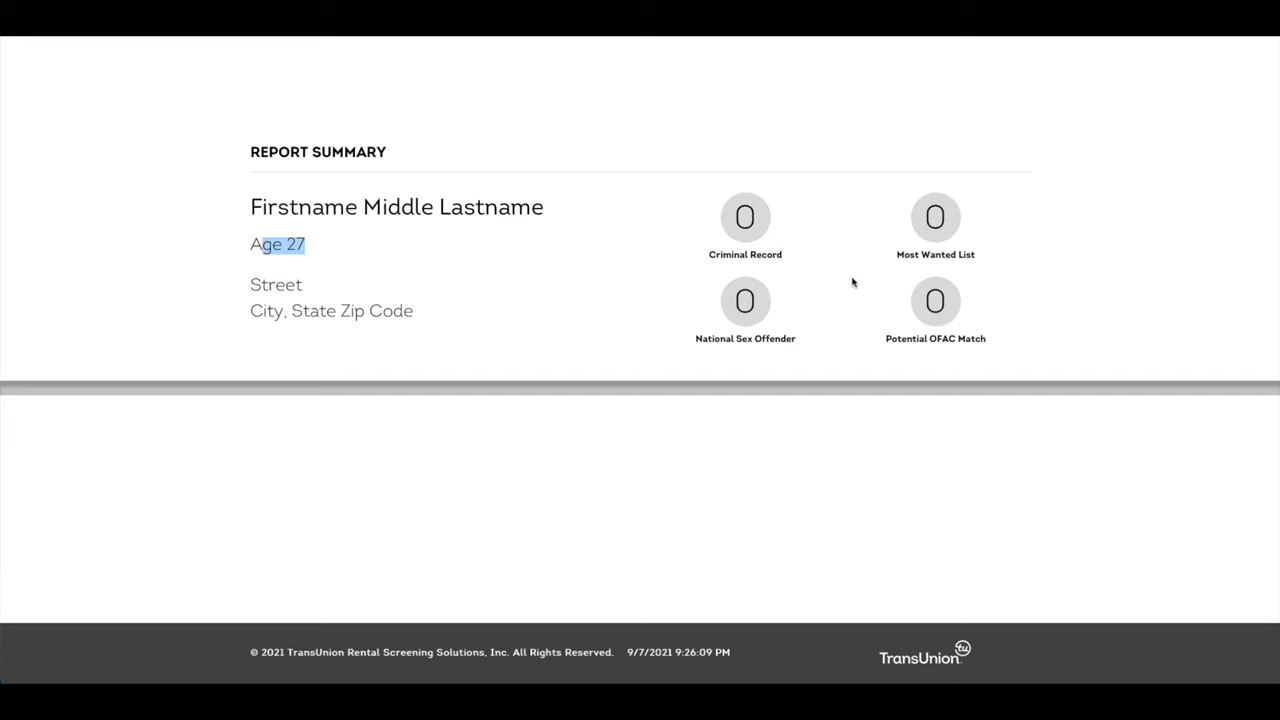 REPORT SUMMARY
Firstname Middle Lastname
Age 27
Street
City, State Zip Code
0
Criminal Record
0
Most Wanted List
0
National Sex Offender
0
Potential OFAC Match
© 2021 TransUnion Rental Screening Solutions, Inc. All Rights Reserved. 9/7/2021 9:26:09 PM
TransUnion
tu